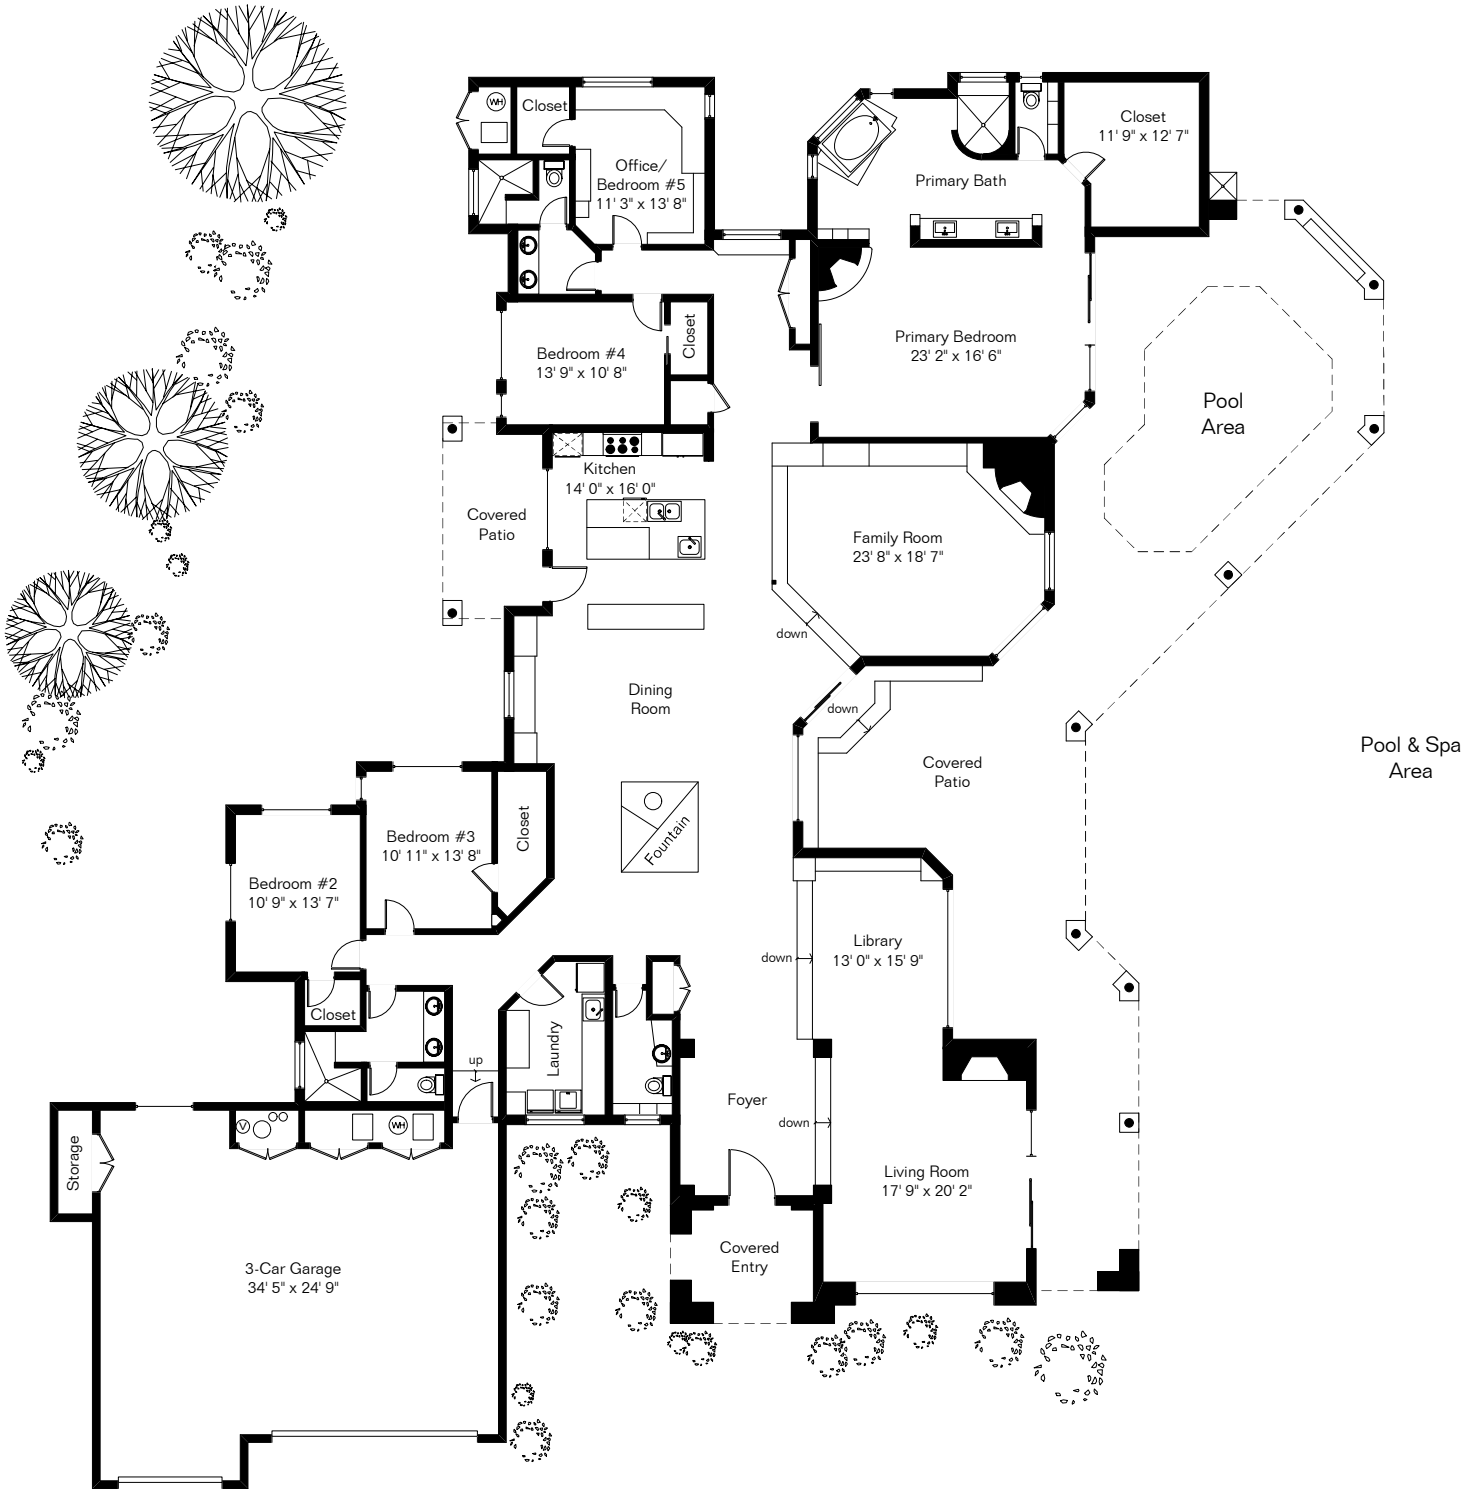 WH
Closet
Office/
Bedroom #5
11' 3" x 13' 8"
Closet
11' 9" x 12' 7"
Primary Bath
Bedroom #4
13' 9" x 10' 8"
Closet
Primary Bedroom
23' 2" x 16' 6"
Pool
Area
Kitchen
14' 0" x 16' 0"
Covered
Patio
Family Room
23' 8" x 18' 7"
down
Dining
Room
down
Covered
Patio
Pool & Spa
Area
Bedroom #3
10' 11" x 13' 8"
Closet
Fountain
Bedroom #2
10' 9" x 13' 7"
Library
13' 0" x 15' 9"
down
Closet
Laundry
up
Foyer
down
V
WH
Storage
Living Room
17' 9" x 20' 2"
Covered
Entry
3-Car Garage
34' 5" x 24' 9"